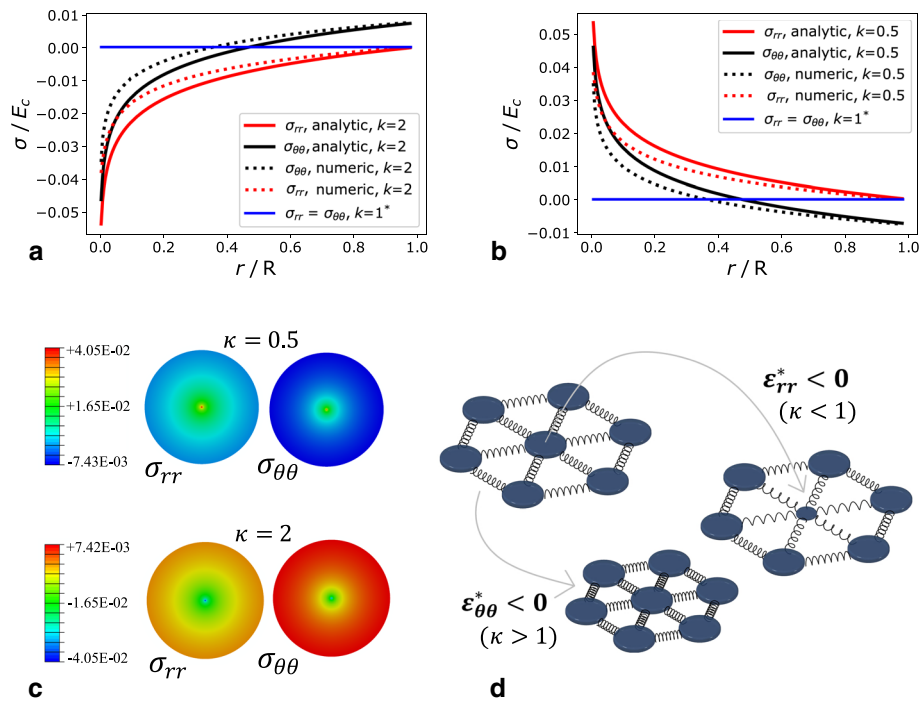 0.01
0.00
−0.01
−0.02
−0.03
−0.04
−0.05
σ / E_c
σ_rr, analytic, k=2
σ_θθ, analytic, k=2
σ_θθ, numeric, k=2
σ_rr, numeric, k=2
σ_rr = σ_θθ, k=1*
0.0 0.2 0.4 0.6 0.8 1.0
r / R
a
0.05
0.04
0.03
0.02
0.01
0.00
−0.01
σ / E_c
σ_rr, analytic, k=0.5
σ_θθ, analytic, k=0.5
σ_θθ, numeric, k=0.5
σ_rr, numeric, k=0.5
σ_rr = σ_θθ, k=1*
0.0 0.2 0.4 0.6 0.8 1.0
r / R
b
κ = 0.5
+4.05E-02
+1.65E-02
-7.43E-03
σ_rr σ_θθ
κ = 2
+7.42E-03
-1.65E-02
-4.05E-02
σ_rr σ_θθ
c
ε*_rr < 0
(κ < 1)
ε*_θθ < 0
(κ > 1)
d